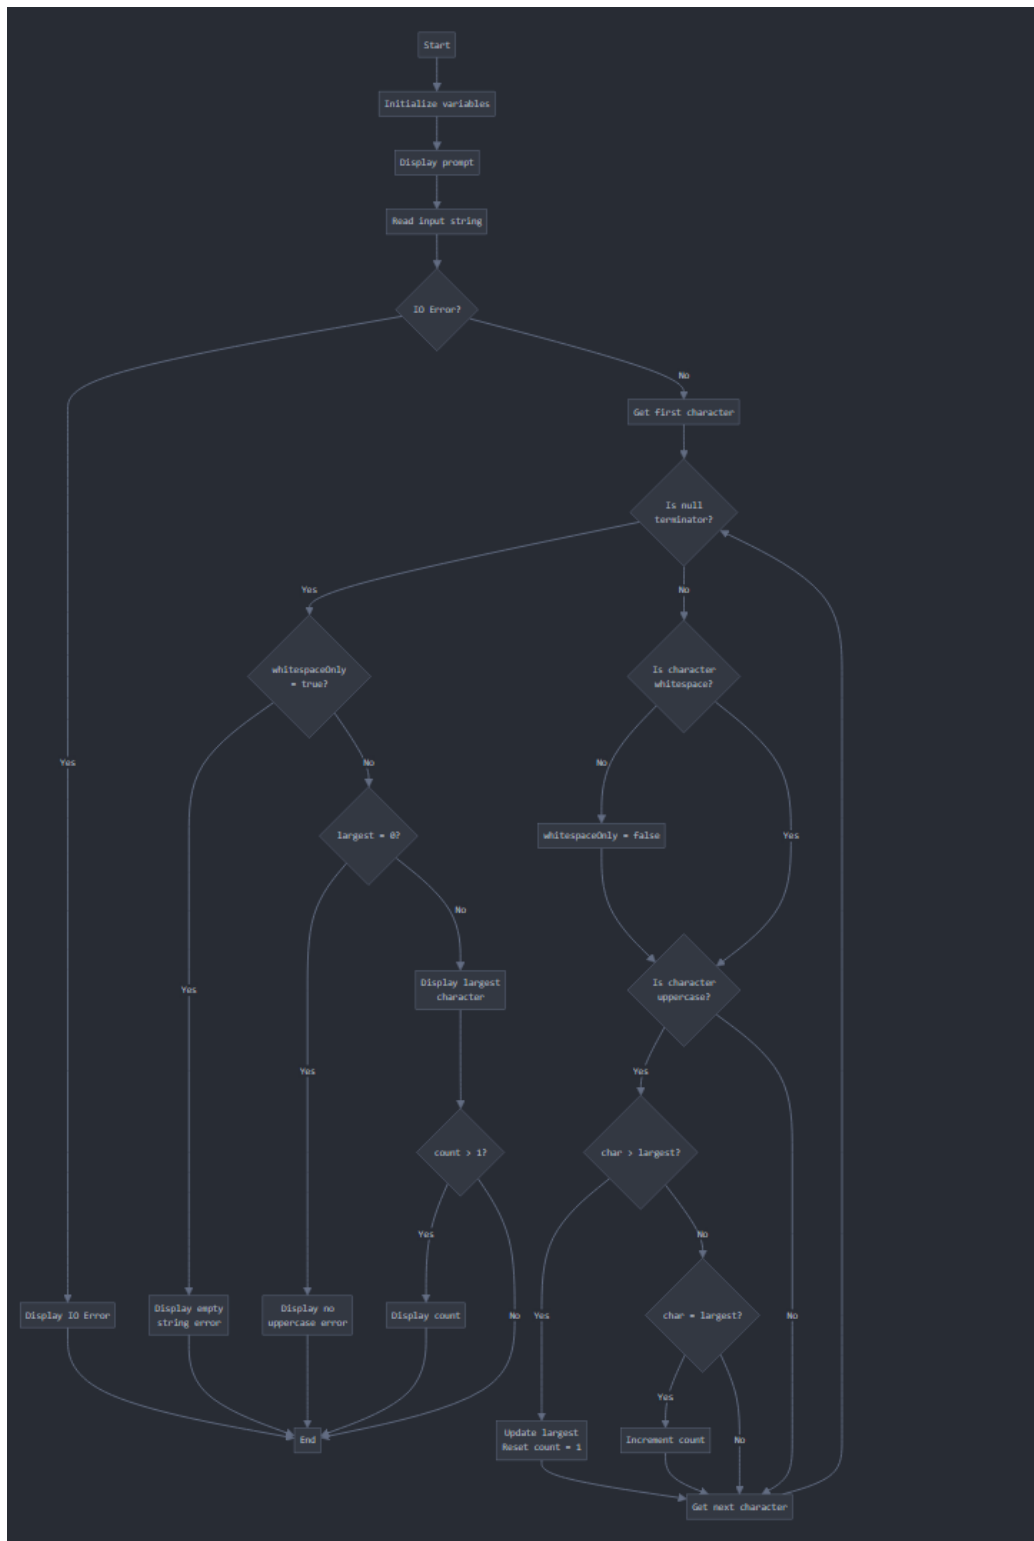 Start
Initialize variables
Display prompt
Read input string
IO Error?
No
Get first character
Is null
terminator?
Yes
No
whitespaceOnly
= true?
Is character
whitespace?
Yes
No
No
largest = 0?
whitespaceOnly = false
Yes
No
Yes
Display largest
character
Is character
uppercase?
Yes
Yes
count > 1?
char > largest?
Yes
No
Display IO Error
Display empty
string error
Display no
uppercase error
Display count
No
Yes
char = largest?
No
Yes
End
Update largest
Reset count = 1
Increment count
No
Get next character